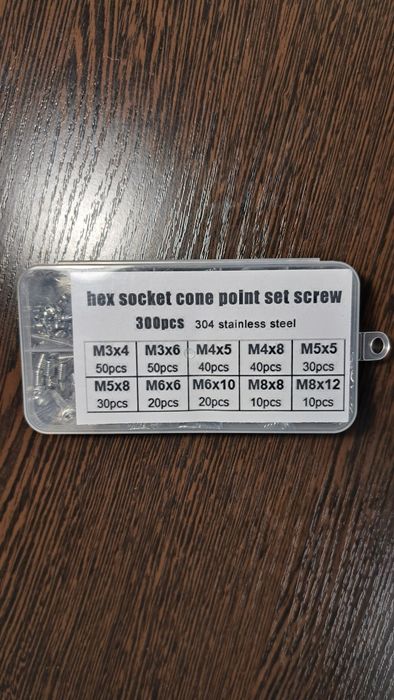 hex socket cone point set screw
300pcs 304 stainless steel
M3x4 M3x6 M4x5 M4x8 M5x5
50pcs 50pcs 40pcs 40pcs 30pcs
M5x8 M6x6 M6x10 M8x8 M8x12
30pcs 20pcs 20pcs 10pcs 10pcs